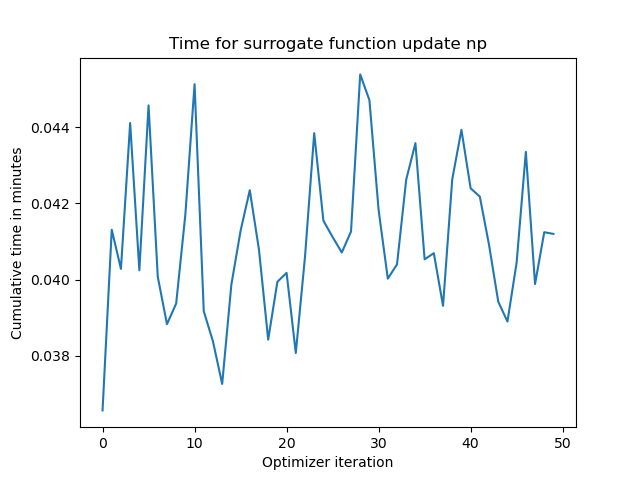 Time for surrogate function update np
Cumulative time in minutes
0.044
0.042
0.040
0.038
0 10 20 30 40 50
Optimizer iteration